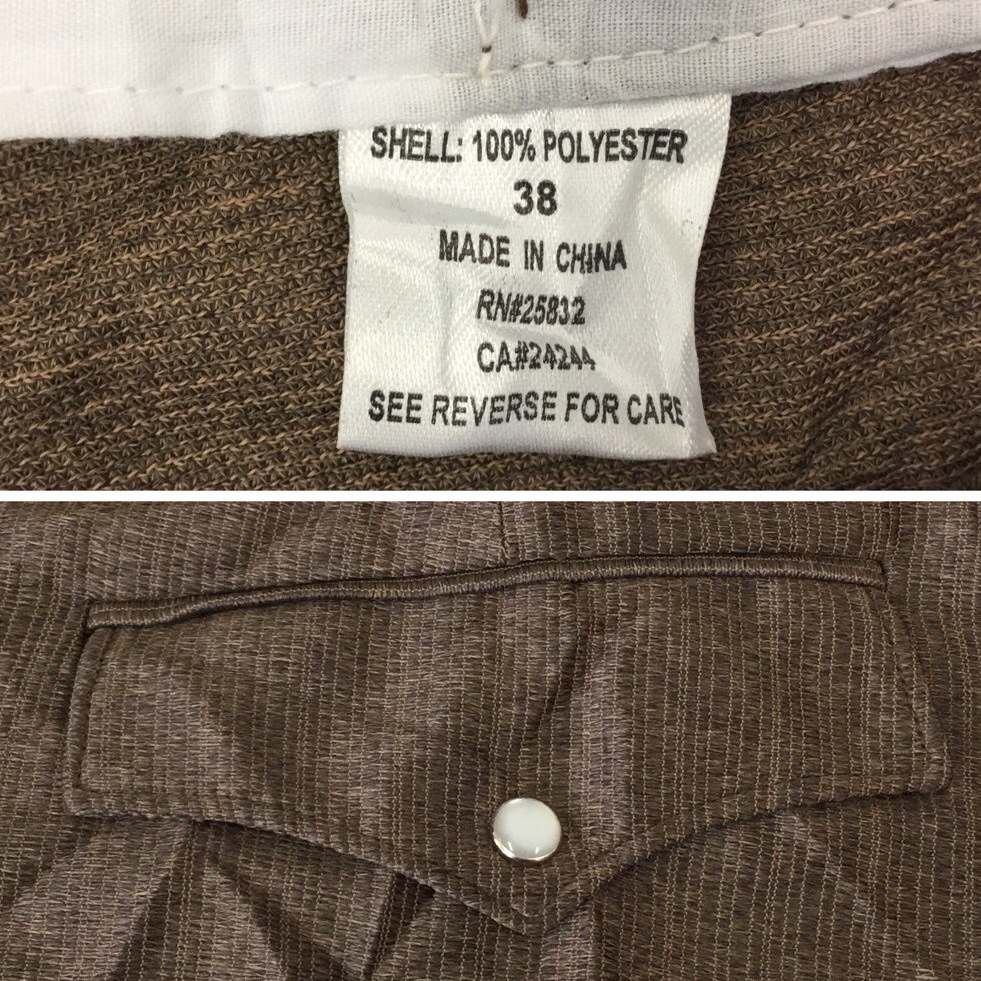 SHELL: 100% POLYESTER
38
MADE IN CHINA
RN#25832
CA#24244
SEE REVERSE FOR CARE